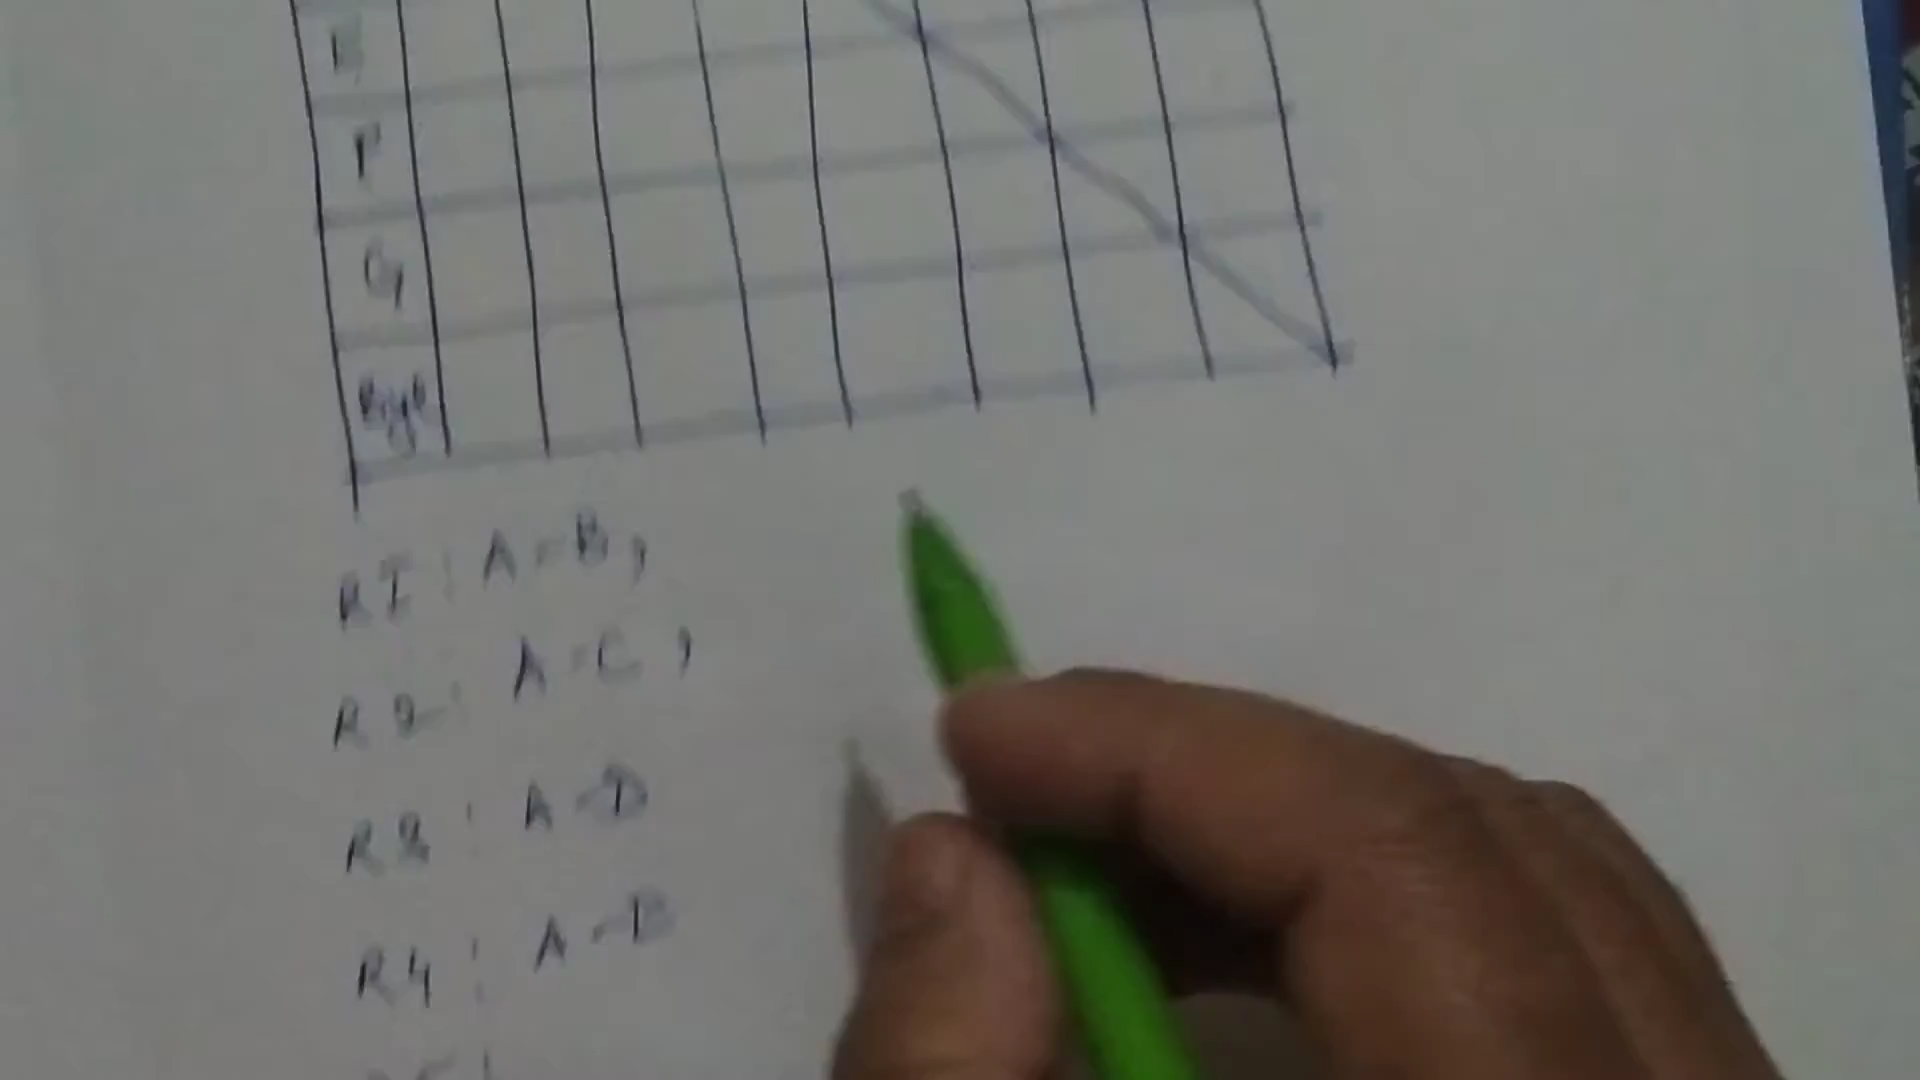 E
F
G
R1 : A - B,
R2 : A - C,
R3 : A - D
R4 : A - E